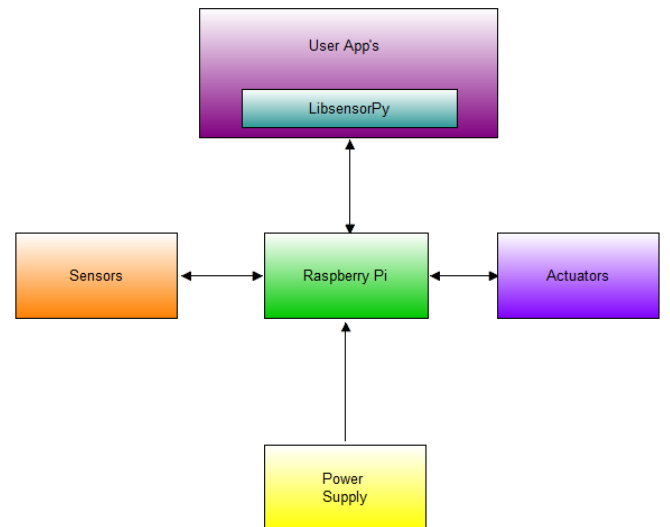 User App's
LibsensorPy
Sensors
Raspberry Pi
Actuators
Power
Supply